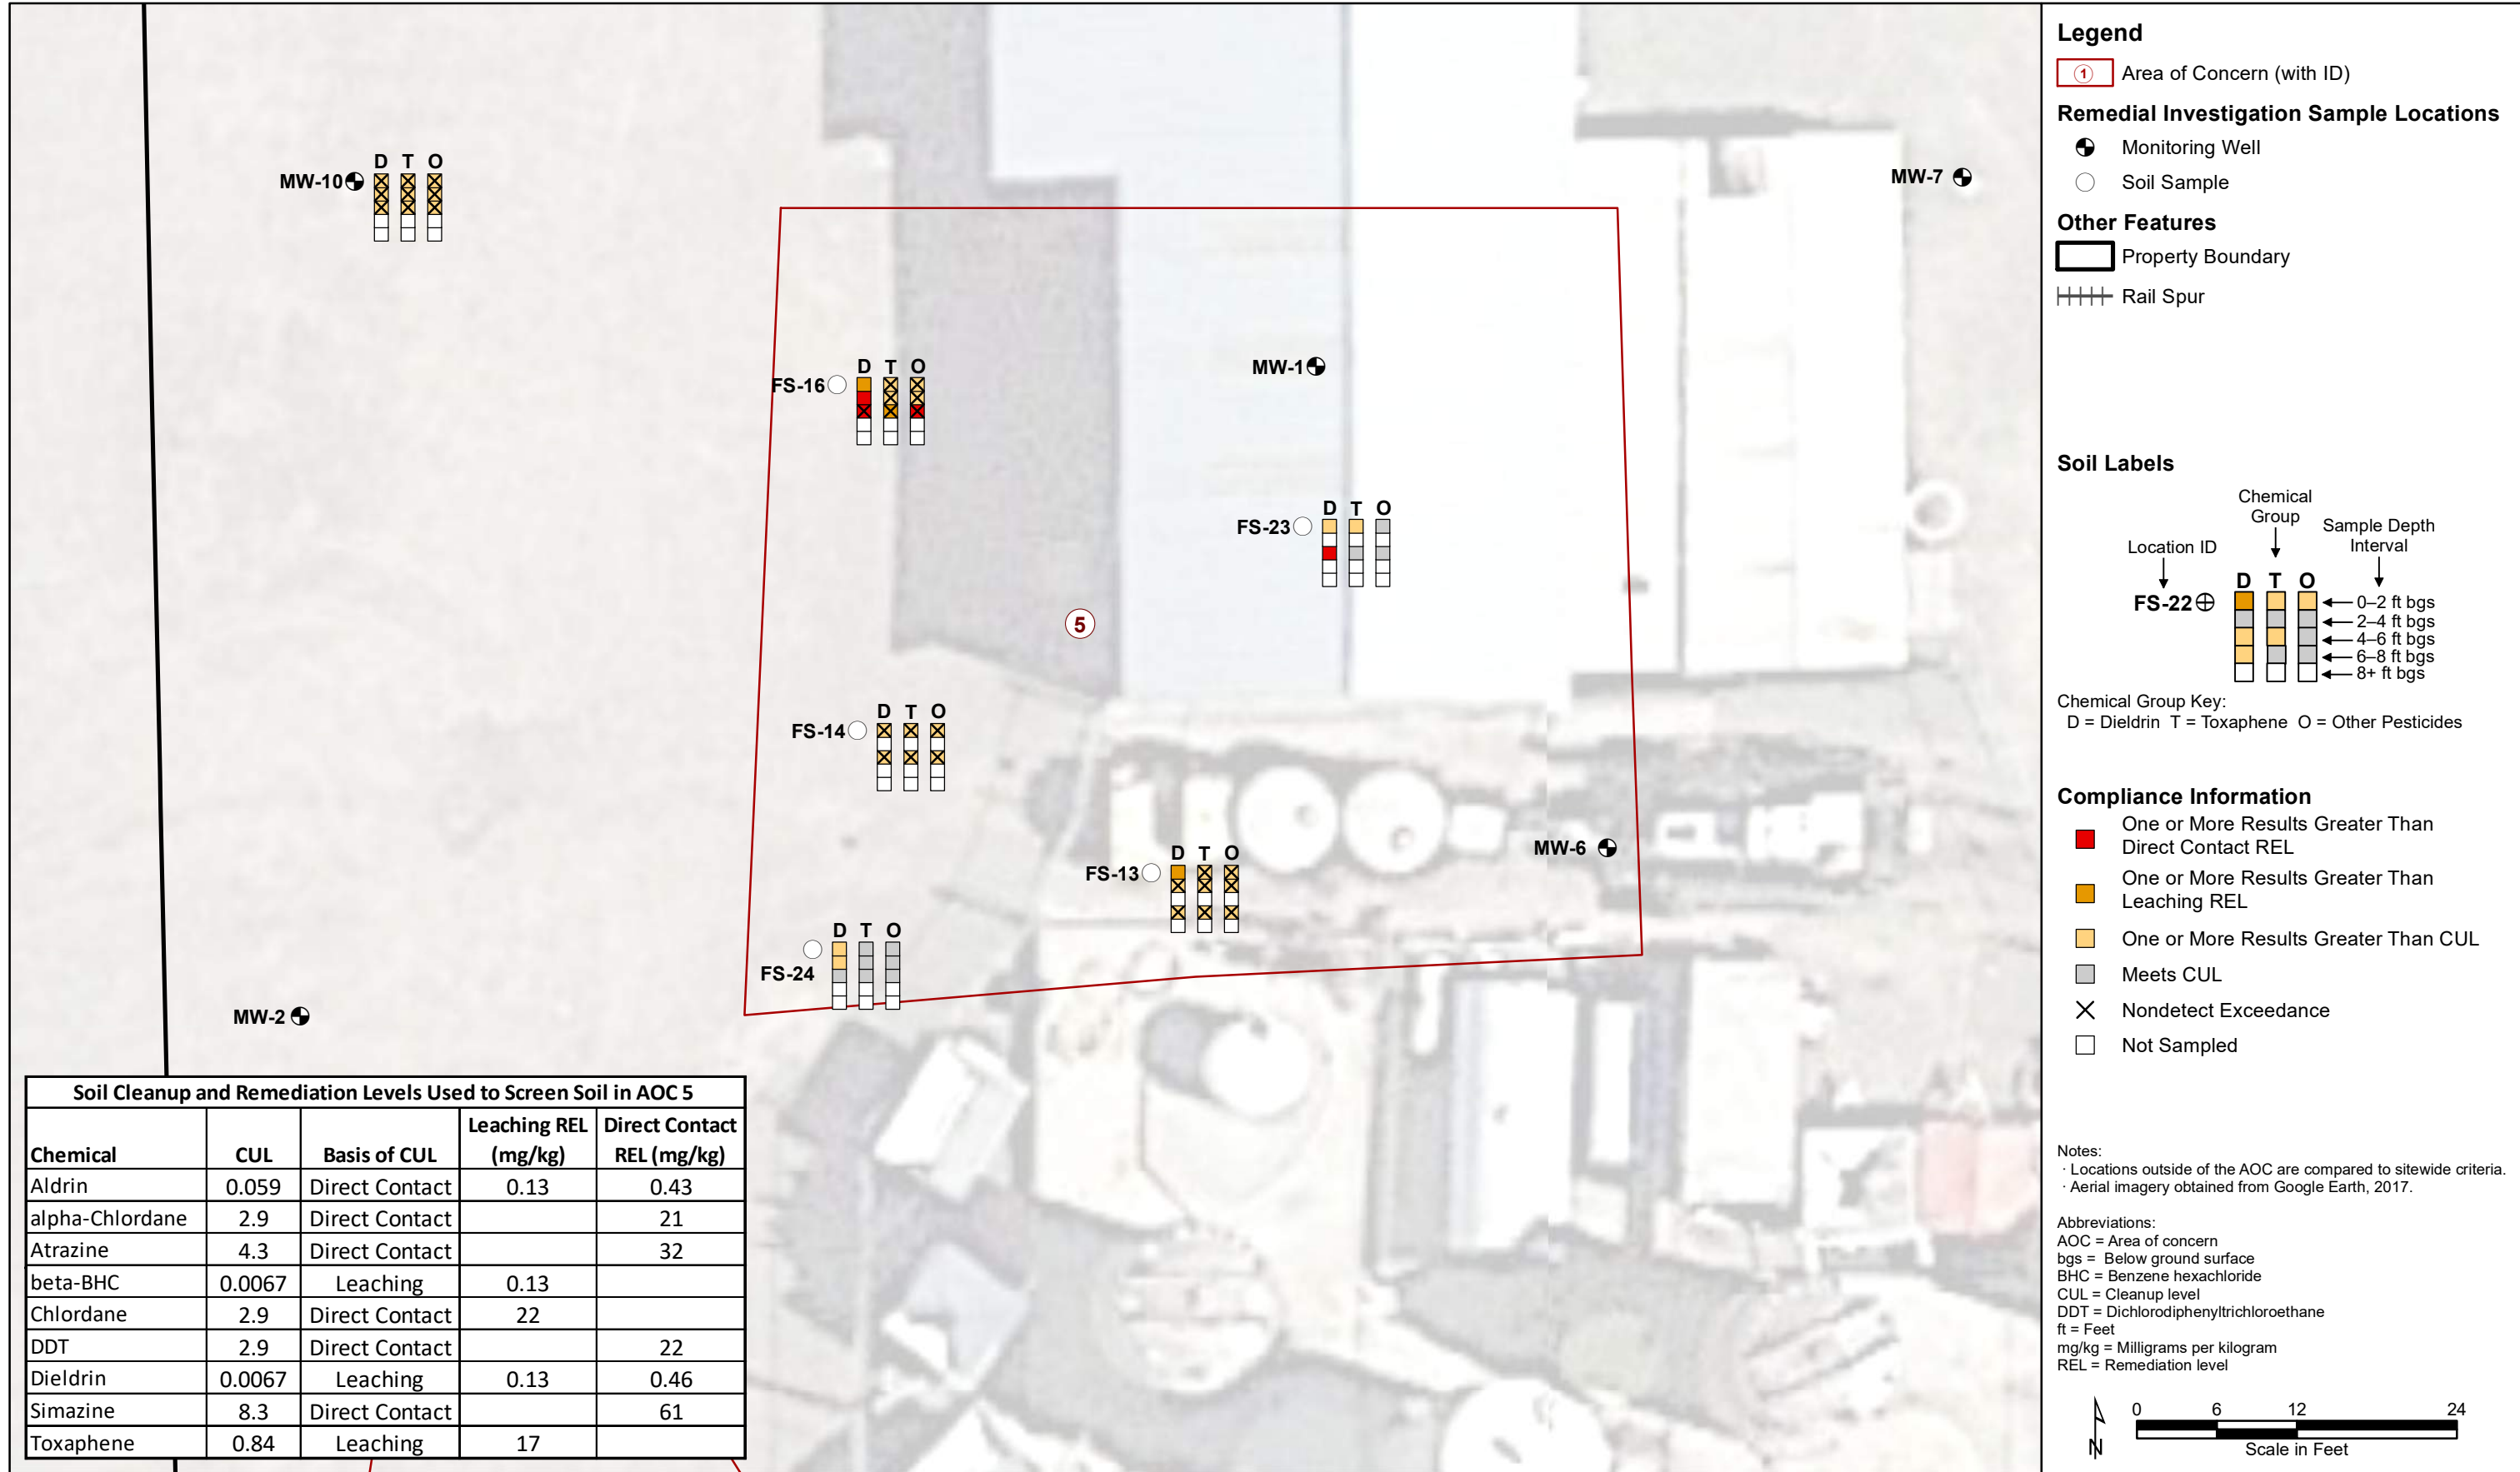 D T O
MW-10
MW-7
D T O
FS-16
MW-1
D T O
FS-23
5
D T O
FS-14
MW-6
D T O
FS-13
D T O
FS-24
MW-2
Soil Cleanup and Remediation Levels Used to Screen Soil in AOC 5
Chemical CUL Basis of CUL Leaching REL (mg/kg) Direct Contact REL (mg/kg)
Aldrin 0.059 Direct Contact 0.13 0.43
alpha-Chlordane 2.9 Direct Contact 21
Atrazine 4.3 Direct Contact 32
beta-BHC 0.0067 Leaching 0.13
Chlordane 2.9 Direct Contact 22
DDT 2.9 Direct Contact 22
Dieldrin 0.0067 Leaching 0.13 0.46
Simazine 8.3 Direct Contact 61
Toxaphene 0.84 Leaching 17
Legend
1 Area of Concern (with ID)
Remedial Investigation Sample Locations
Monitoring Well
Soil Sample
Other Features
Property Boundary
Rail Spur
Soil Labels
Chemical
Group
Sample Depth
Interval
Location ID
D T O
FS-22
0–2 ft bgs
2–4 ft bgs
4–6 ft bgs
6–8 ft bgs
8+ ft bgs
Chemical Group Key:
D = Dieldrin T = Toxaphene O = Other Pesticides
Compliance Information
One or More Results Greater Than
Direct Contact REL
One or More Results Greater Than
Leaching REL
One or More Results Greater Than CUL
Meets CUL
Nondetect Exceedance
Not Sampled
Notes:
· Locations outside of the AOC are compared to sitewide criteria.
· Aerial imagery obtained from Google Earth, 2017.
Abbreviations:
AOC = Area of concern
bgs = Below ground surface
BHC = Benzene hexachloride
CUL = Cleanup level
DDT = Dichlorodiphenyltrichloroethane
ft = Feet
mg/kg = Milligrams per kilogram
REL = Remediation level
N
0 6 12 24
Scale in Feet